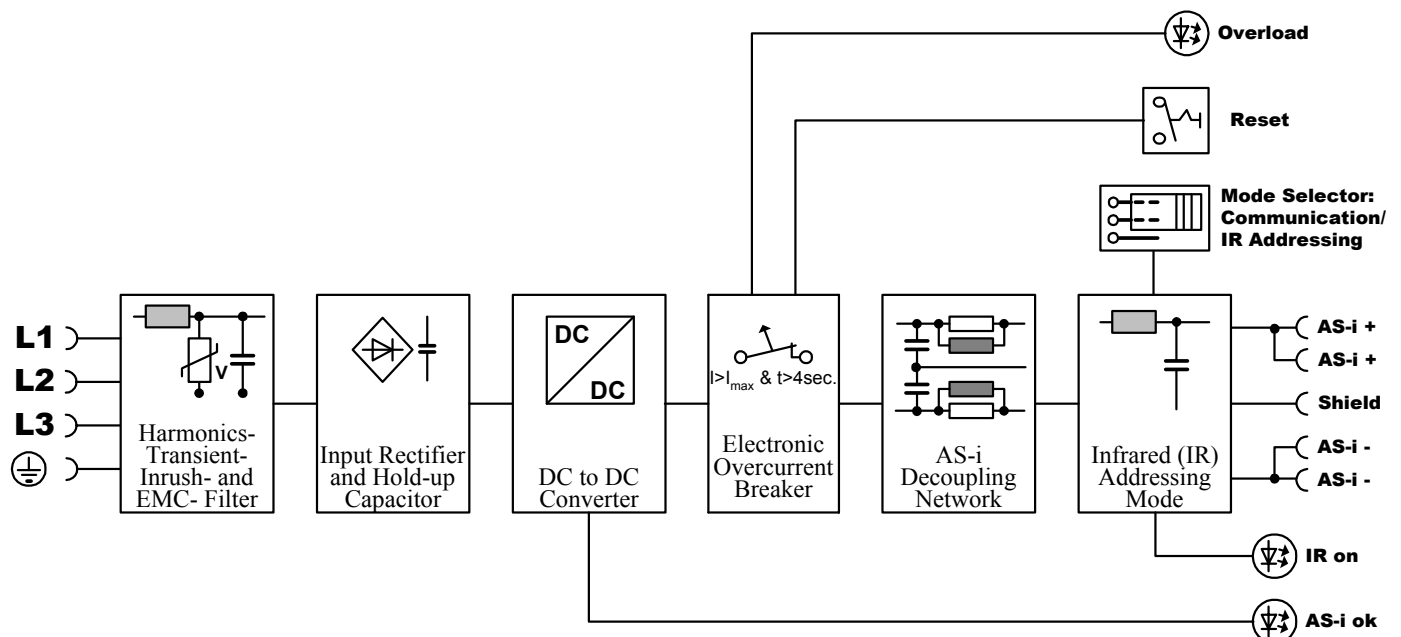 Overload
Reset
Mode Selector:
Communication/
IR Addressing
L1
L2
L3
V
Harmonics-
Transient-
Inrush- and
EMC- Filter
Input Rectifier
and Hold-up
Capacitor
DC
DC
DC to DC
Converter
I>Imax & t>4sec.
Electronic
Overcurrent
Breaker
AS-i
Decoupling
Network
Infrared (IR)
Addressing
Mode
AS-i +
AS-i +
Shield
AS-i -
AS-i -
IR on
AS-i ok